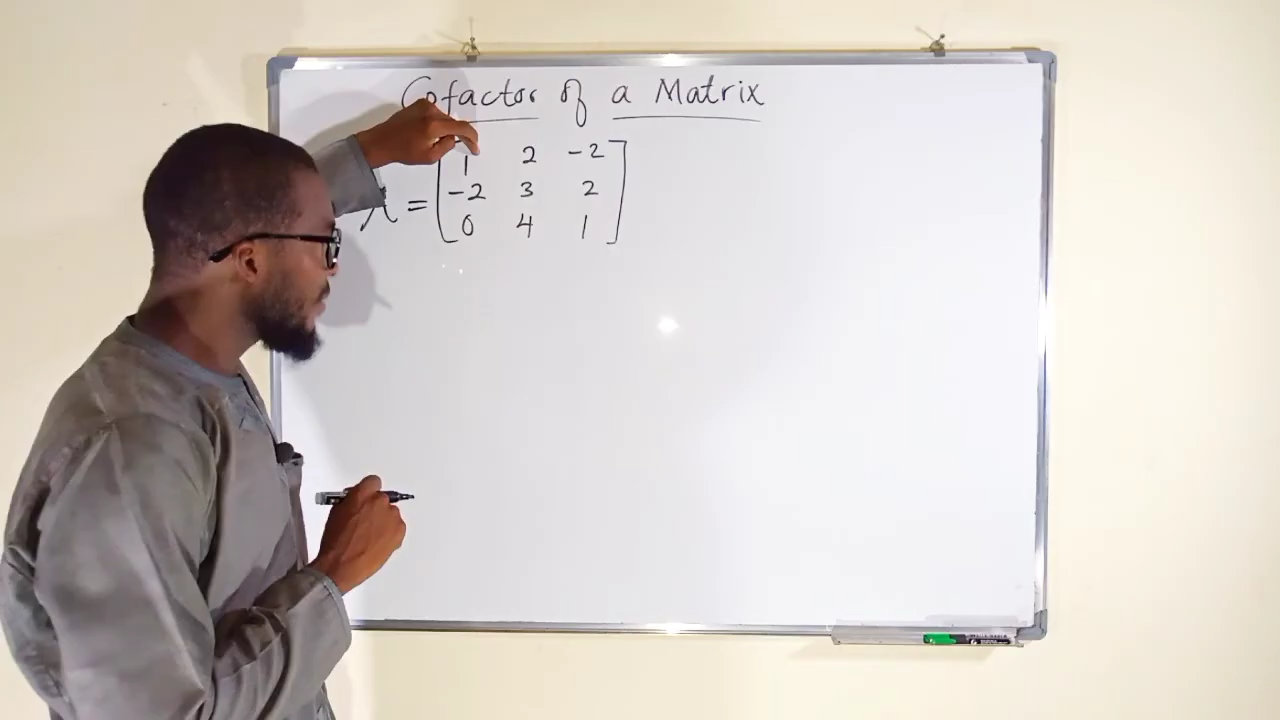 Cofactor of a Matrix
1 2 -2
A = -2 3 2
0 4 1